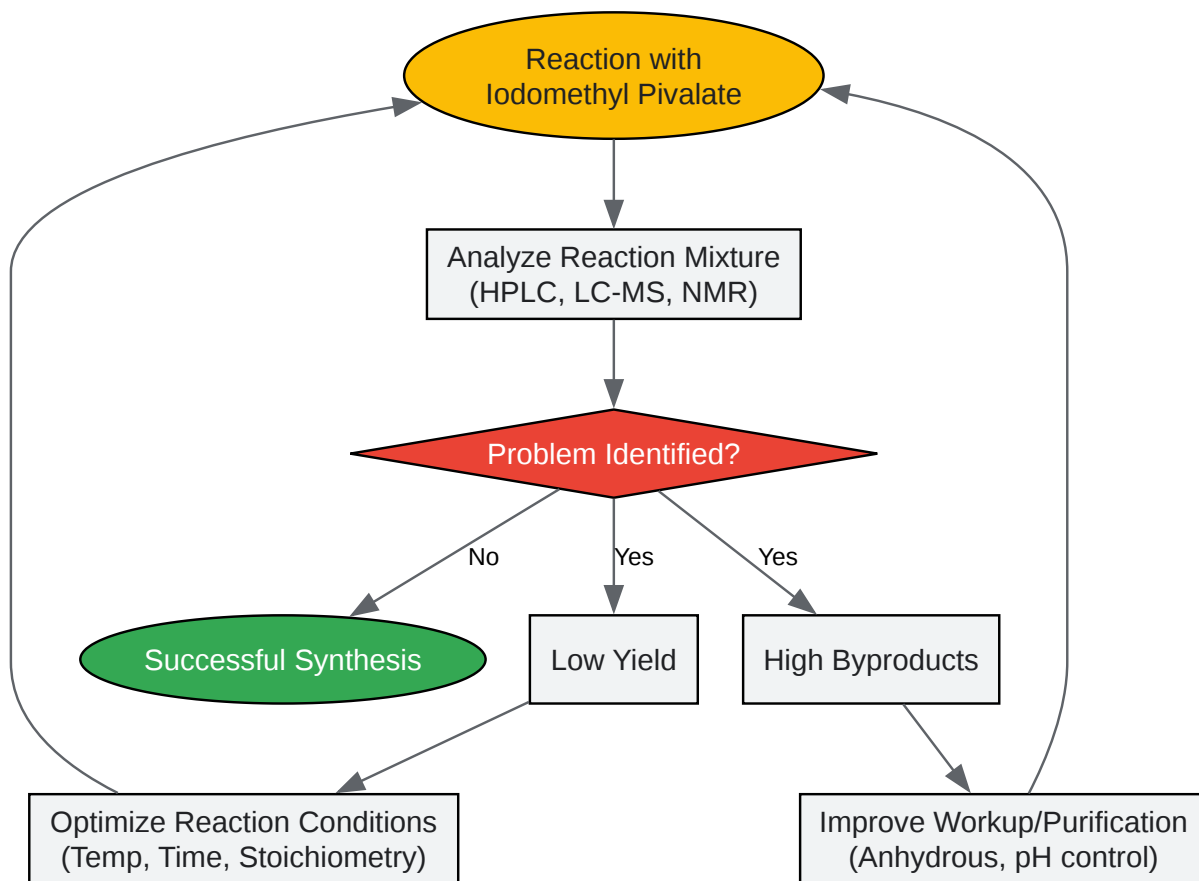 Reaction with
Iodomethyl Pivalate
Analyze Reaction Mixture
(HPLC, LC-MS, NMR)
Problem Identified?
No
Yes
Yes
Successful Synthesis
Low Yield
High Byproducts
Optimize Reaction Conditions
(Temp, Time, Stoichiometry)
Improve Workup/Purification
(Anhydrous, pH control)